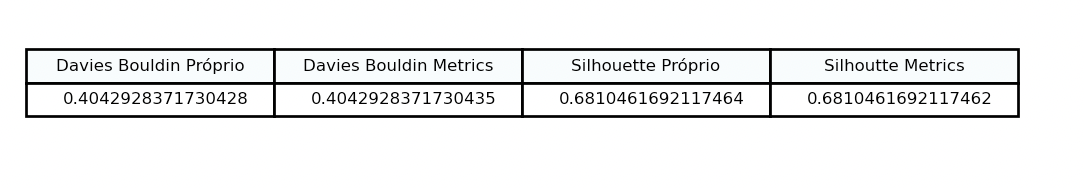 Davies Bouldin Próprio Davies Bouldin Metrics Silhouette Próprio Silhoutte Metrics
0.4042928371730428 0.4042928371730435 0.6810461692117464 0.6810461692117462